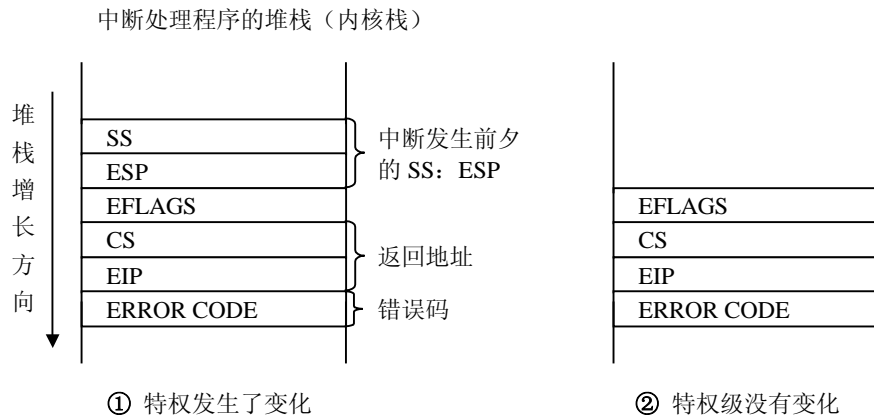 中断处理程序的堆栈（内核栈）
堆栈增长方向
SS
ESP
中断发生前夕
的 SS：ESP
EFLAGS
CS
EIP
返回地址
ERROR CODE
错误码
① 特权发生了变化
EFLAGS
CS
EIP
ERROR CODE
② 特权级没有变化